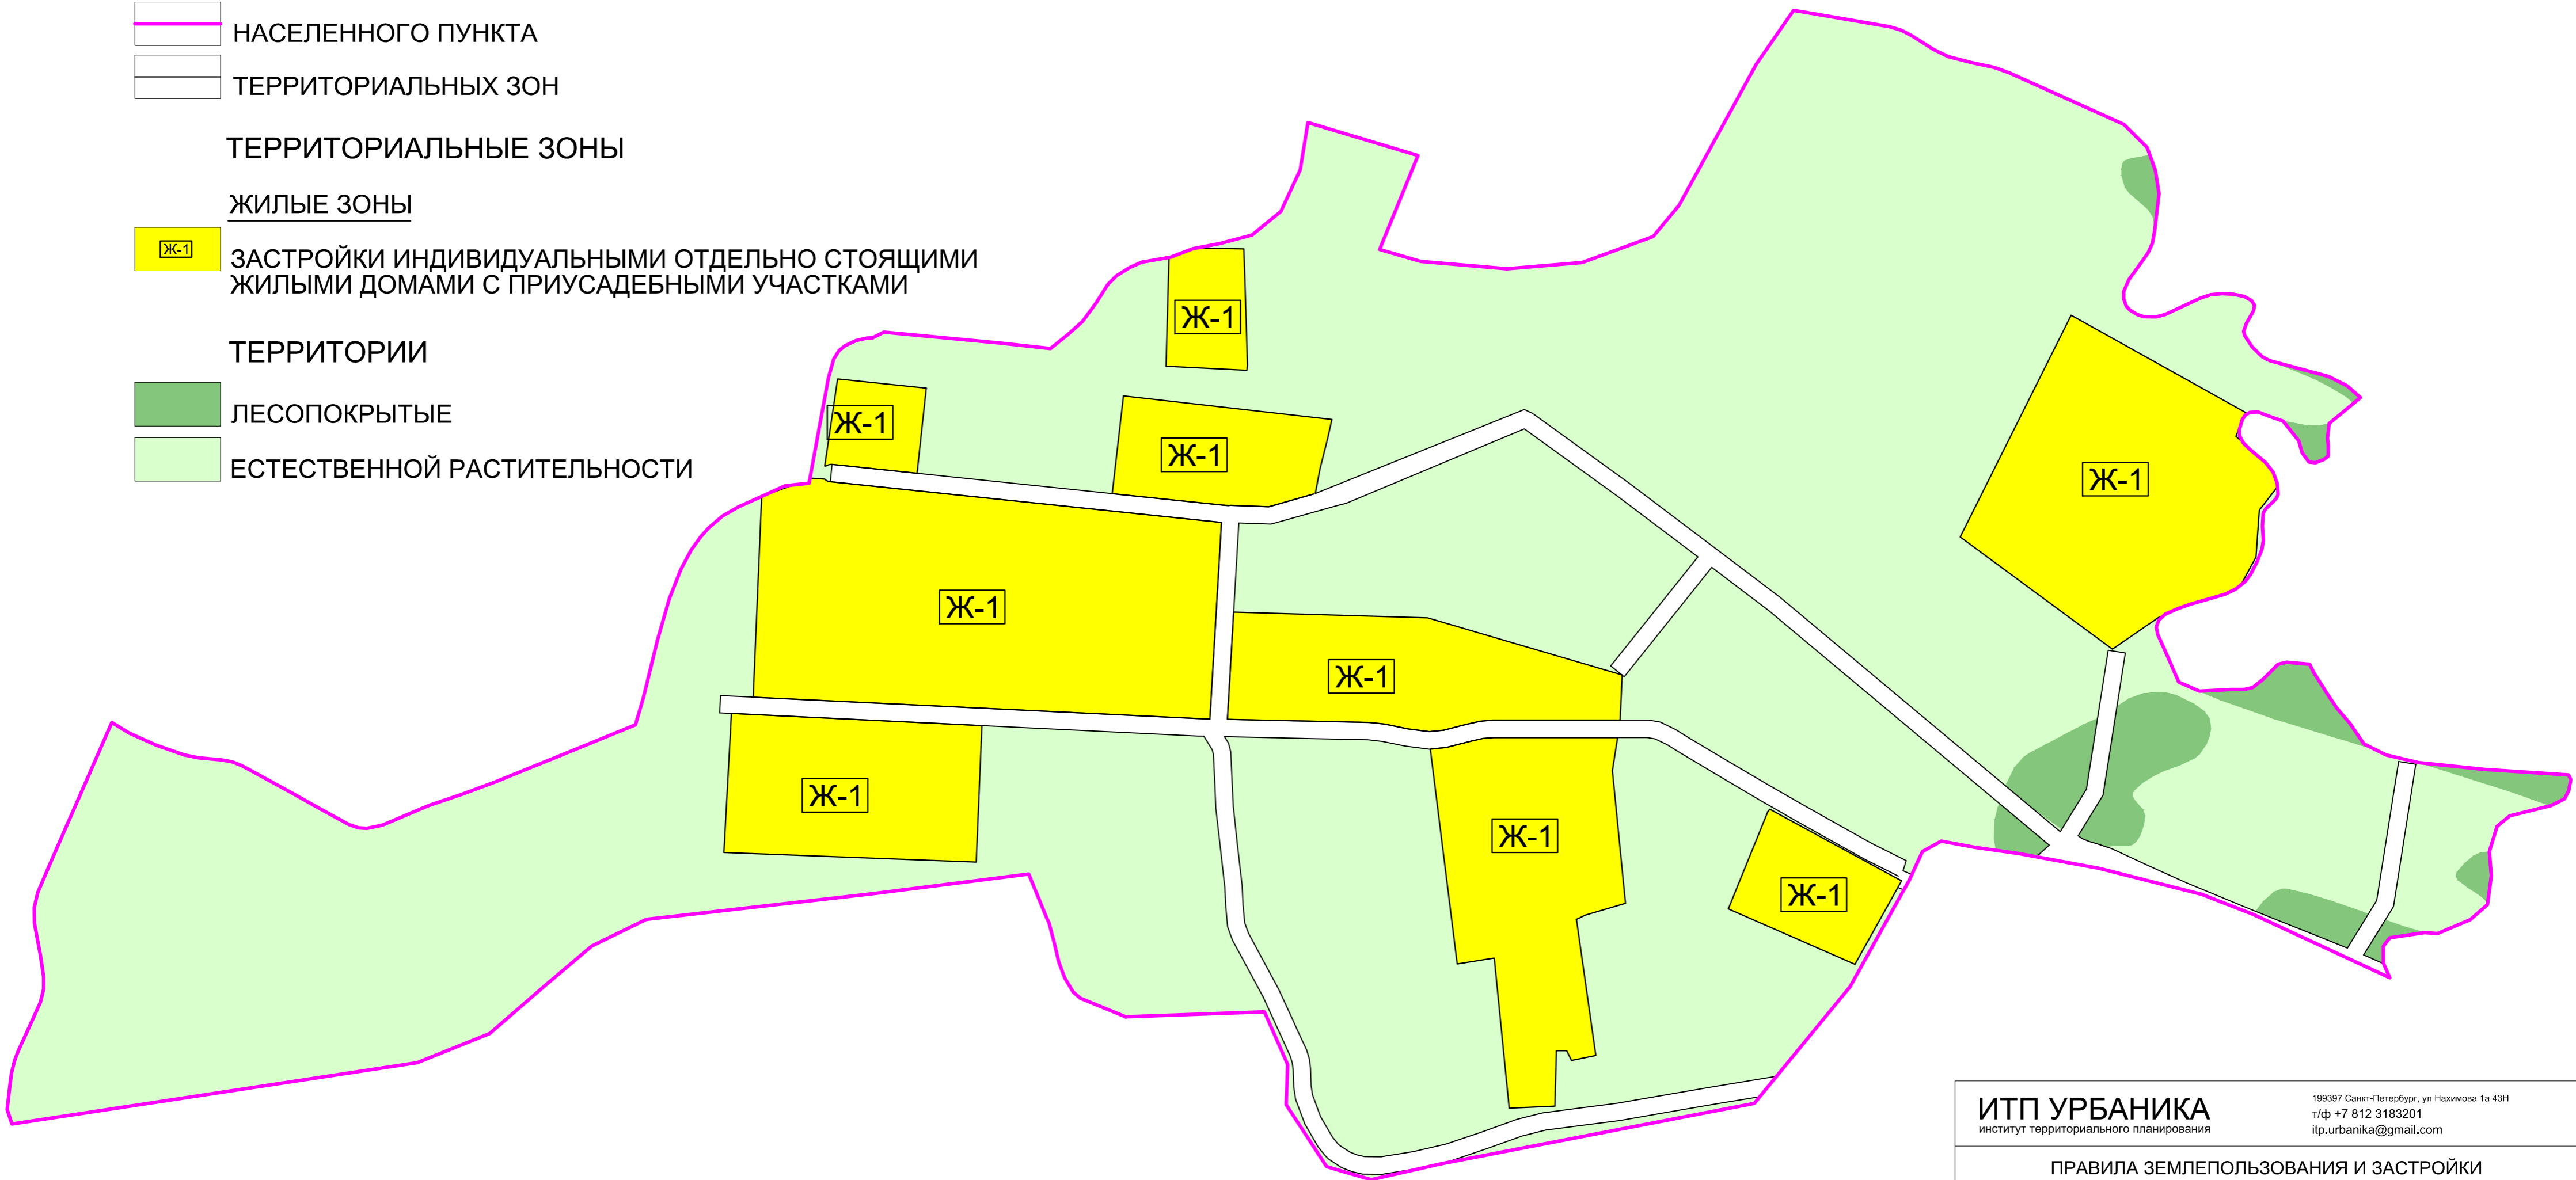 НАСЕЛЕННОГО ПУНКТА
ТЕРРИТОРИАЛЬНЫХ ЗОН
ТЕРРИТОРИАЛЬНЫЕ ЗОНЫ
ЖИЛЫЕ ЗОНЫ
Ж-1
ЗАСТРОЙКИ ИНДИВИДУАЛЬНЫМИ ОТДЕЛЬНО СТОЯЩИМИ
ЖИЛЫМИ ДОМАМИ С ПРИУСАДЕБНЫМИ УЧАСТКАМИ
ТЕРРИТОРИИ
ЛЕСОПОКРЫТЫЕ
ЕСТЕСТВЕННОЙ РАСТИТЕЛЬНОСТИ
Ж-1
Ж-1
Ж-1
Ж-1
Ж-1
Ж-1
Ж-1
Ж-1
Ж-1
ИТП УРБАНИКА
институт территориального планирования
199397 Санкт-Петербург, ул Нахимова 1а 43Н
т/ф +7 812 3183201
itp.urbanika@gmail.com
ПРАВИЛА ЗЕМЛЕПОЛЬЗОВАНИЯ И ЗАСТРОЙКИ